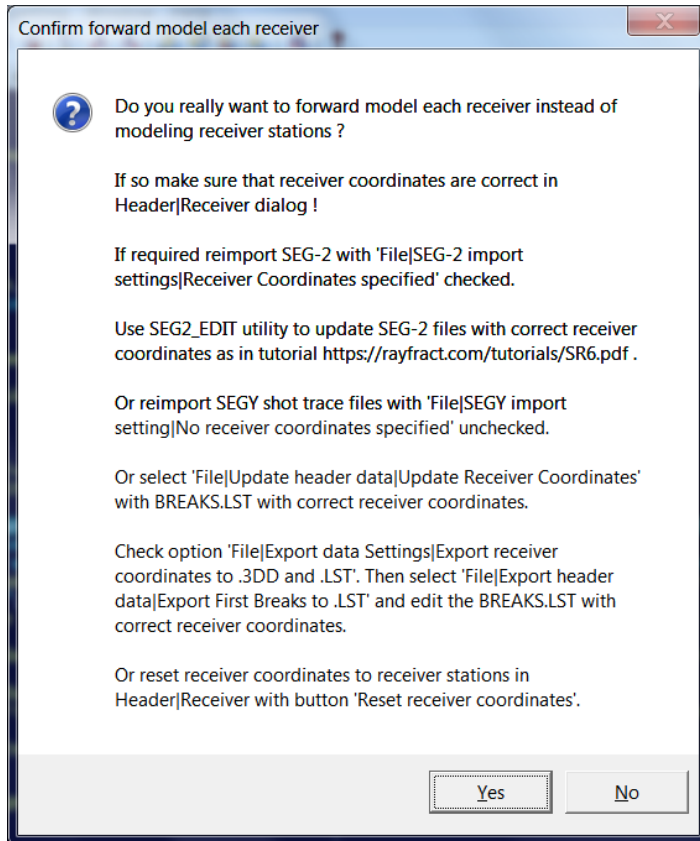 Confirm forward model each receiver
Do you really want to forward model each receiver instead of
modeling receiver stations ?
If so make sure that receiver coordinates are correct in
Header|Receiver dialog !
If required reimport SEG-2 with 'File|SEG-2 import
settings|Receiver Coordinates specified' checked.
Use SEG2_EDIT utility to update SEG-2 files with correct receiver
coordinates as in tutorial https://rayfract.com/tutorials/SR6.pdf .
Or reimport SEGY shot trace files with 'File|SEGY import
setting|No receiver coordinates specified' unchecked.
Or select 'File|Update header data|Update Receiver Coordinates'
with BREAKS.LST with correct receiver coordinates.
Check option 'File|Export data Settings|Export receiver
coordinates to .3DD and .LST'. Then select 'File|Export header
data|Export First Breaks to .LST' and edit the BREAKS.LST with
correct receiver coordinates.
Or reset receiver coordinates to receiver stations in
Header|Receiver with button 'Reset receiver coordinates'.
Yes
No